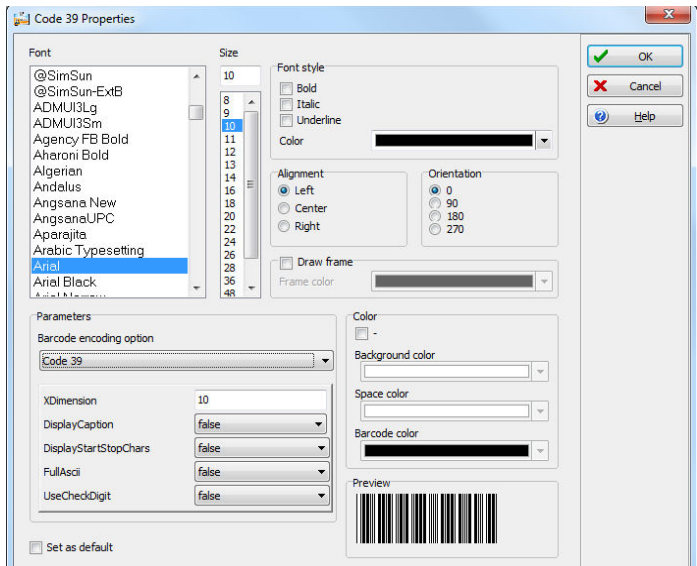 Code 39 Properties
Font
@SimSun
@SimSun-ExtB
ADMUI3Lg
ADMUI3Sm
Agency FB Bold
Aharoni Bold
Algerian
Andalus
Angsana New
AngsanaUPC
Aparajita
Arabic Typesetting
Arial
Arial Black
Arial Narrow
Size
10
8
9
10
11
12
13
14
16
18
20
22
24
26
28
36
48
Font style
Bold
Italic
Underline
Color
Alignment
Left
Center
Right
Orientation
0
90
180
270
Draw frame
Frame color
OK
Cancel
Help
Parameters
Barcode encoding option
Code 39
XDimension 10
DisplayCaption false
DisplayStartStopChars false
FullAscii false
UseCheckDigit false
Color
-
Background color
Space color
Barcode color
Preview
Set as default